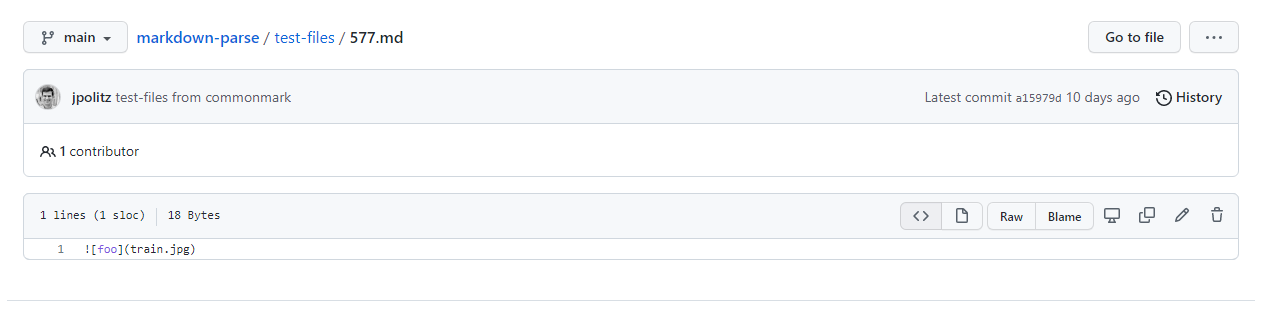 main markdown-parse / test-files / 577.md Go to file ...
jpolitz test-files from commonmark Latest commit a15979d 10 days ago History
1 contributor
1 lines (1 sloc) 18 Bytes <> Raw Blame
1 ![foo](train.jpg)